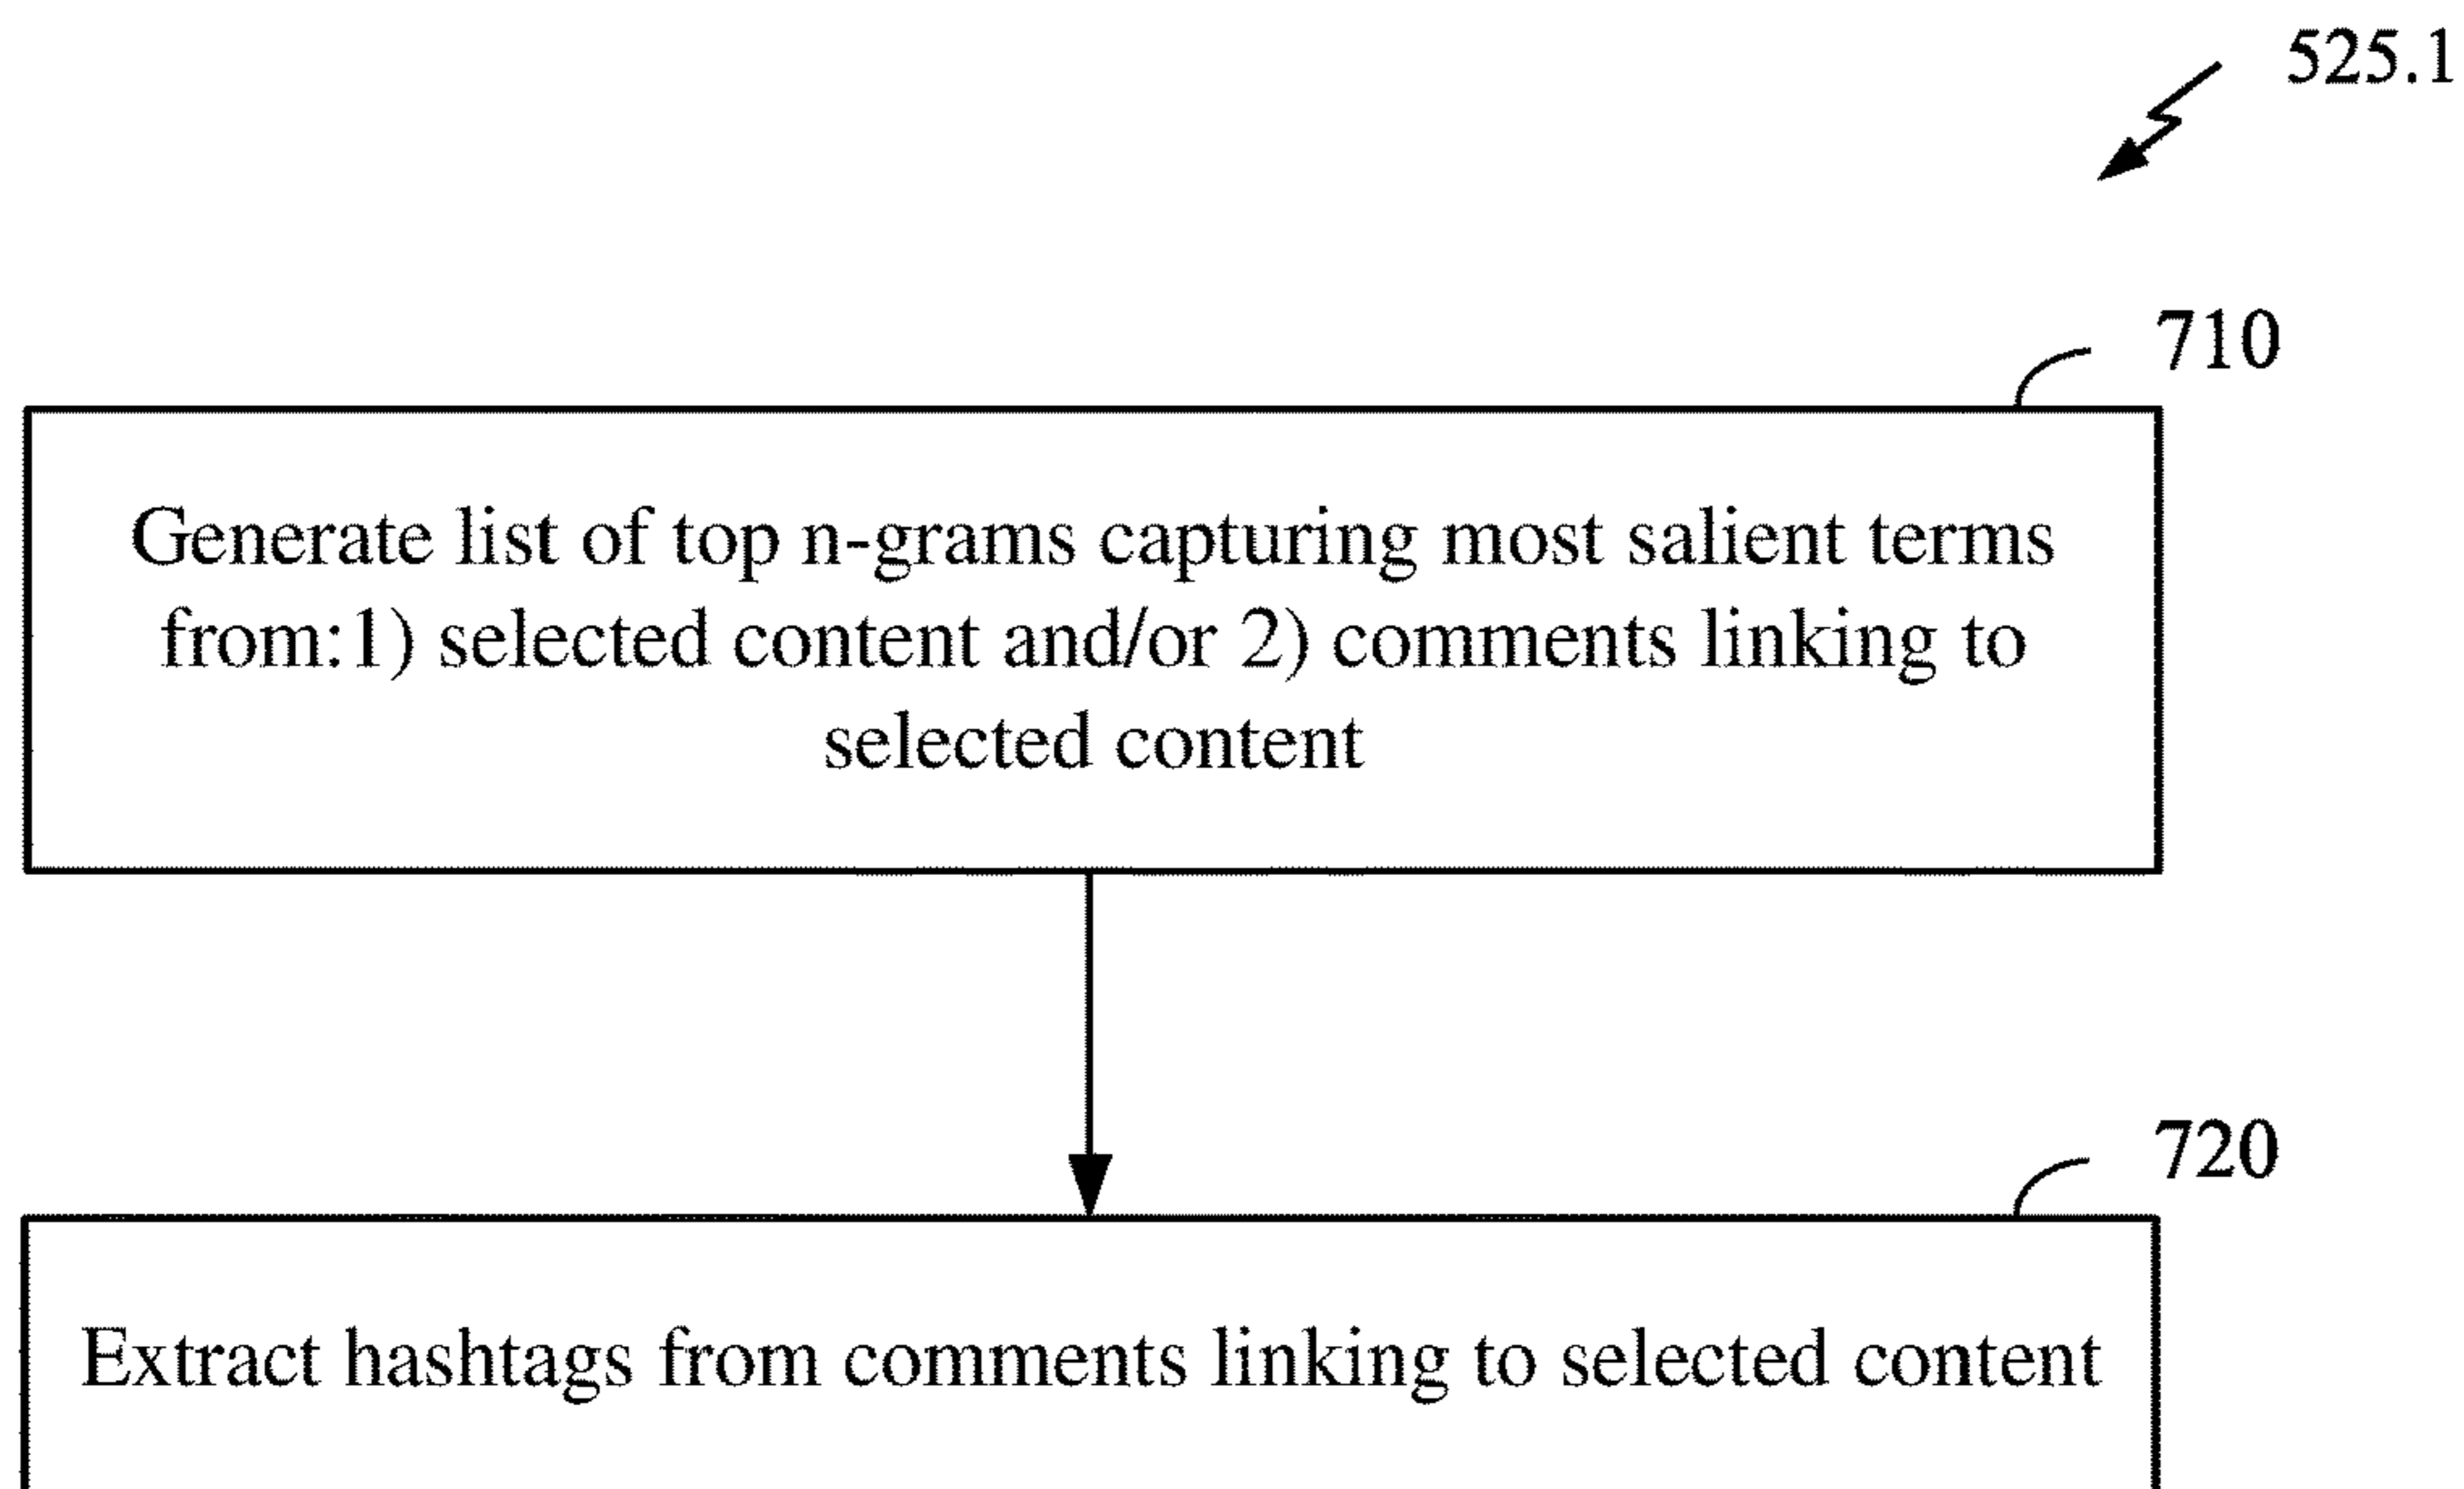 525.1
710
Generate list of top n-grams capturing most salient terms
from:1) selected content and/or 2) comments linking to
selected content
720
Extract hashtags from comments linking to selected content